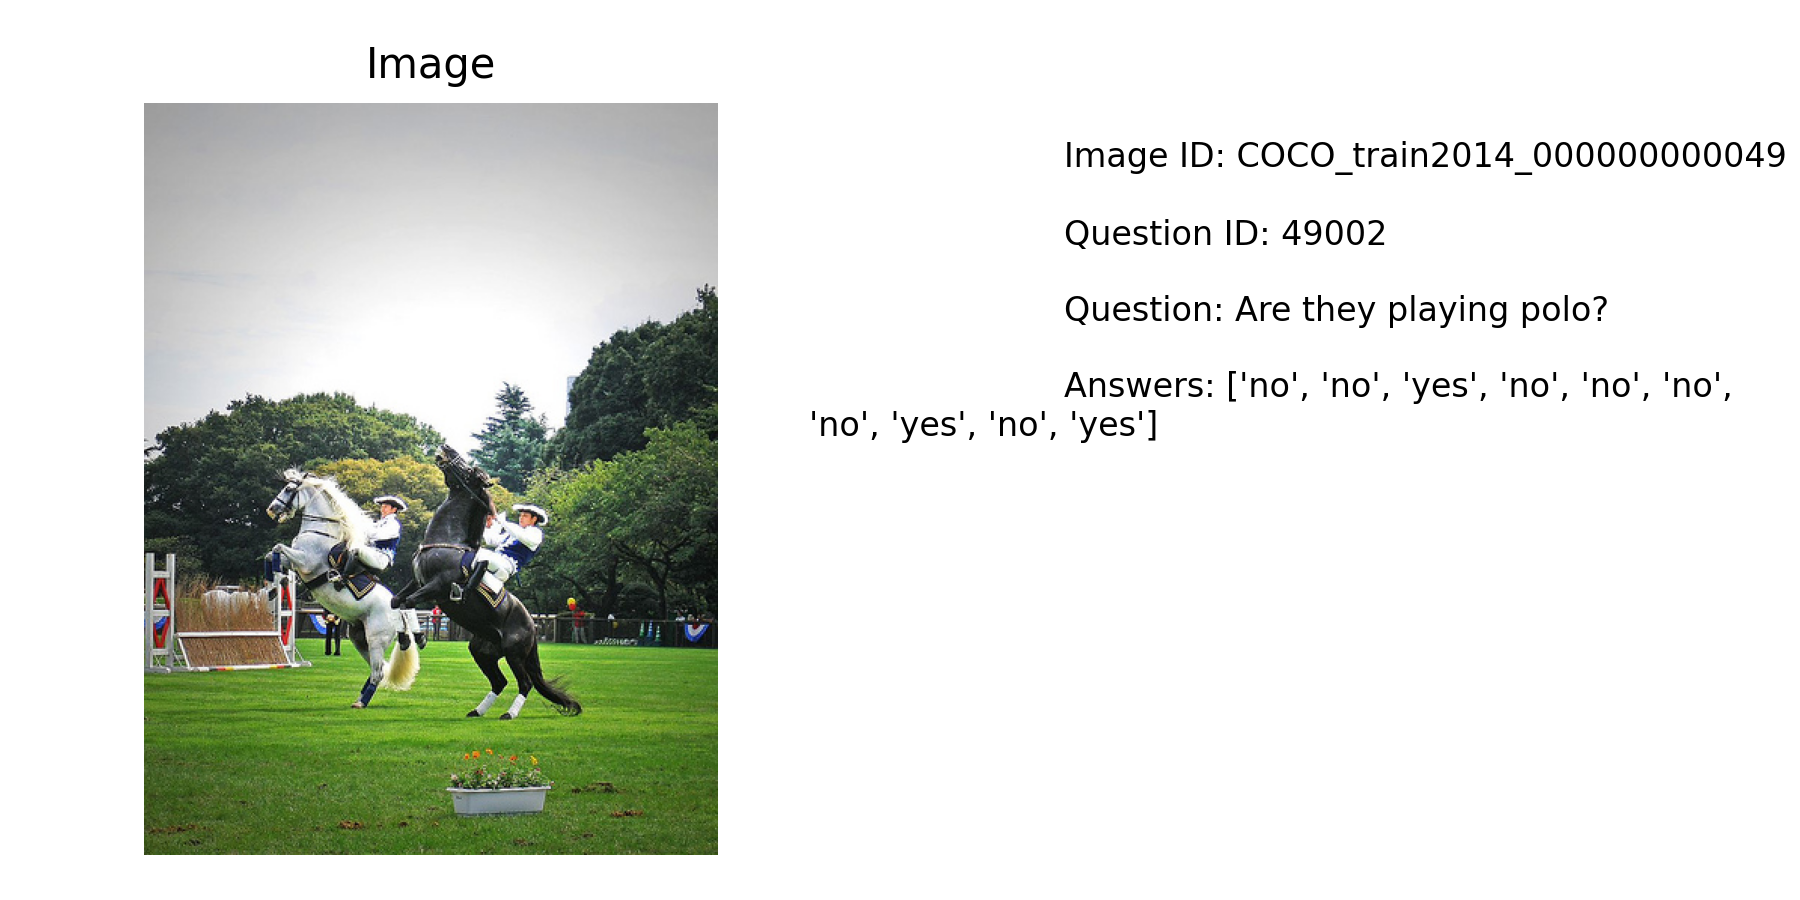 Image
Image ID: COCO_train2014_000000000049
Question ID: 49002
Question: Are they playing polo?
Answers: ['no', 'no', 'yes', 'no', 'no', 'no',
'no', 'yes', 'no', 'yes']